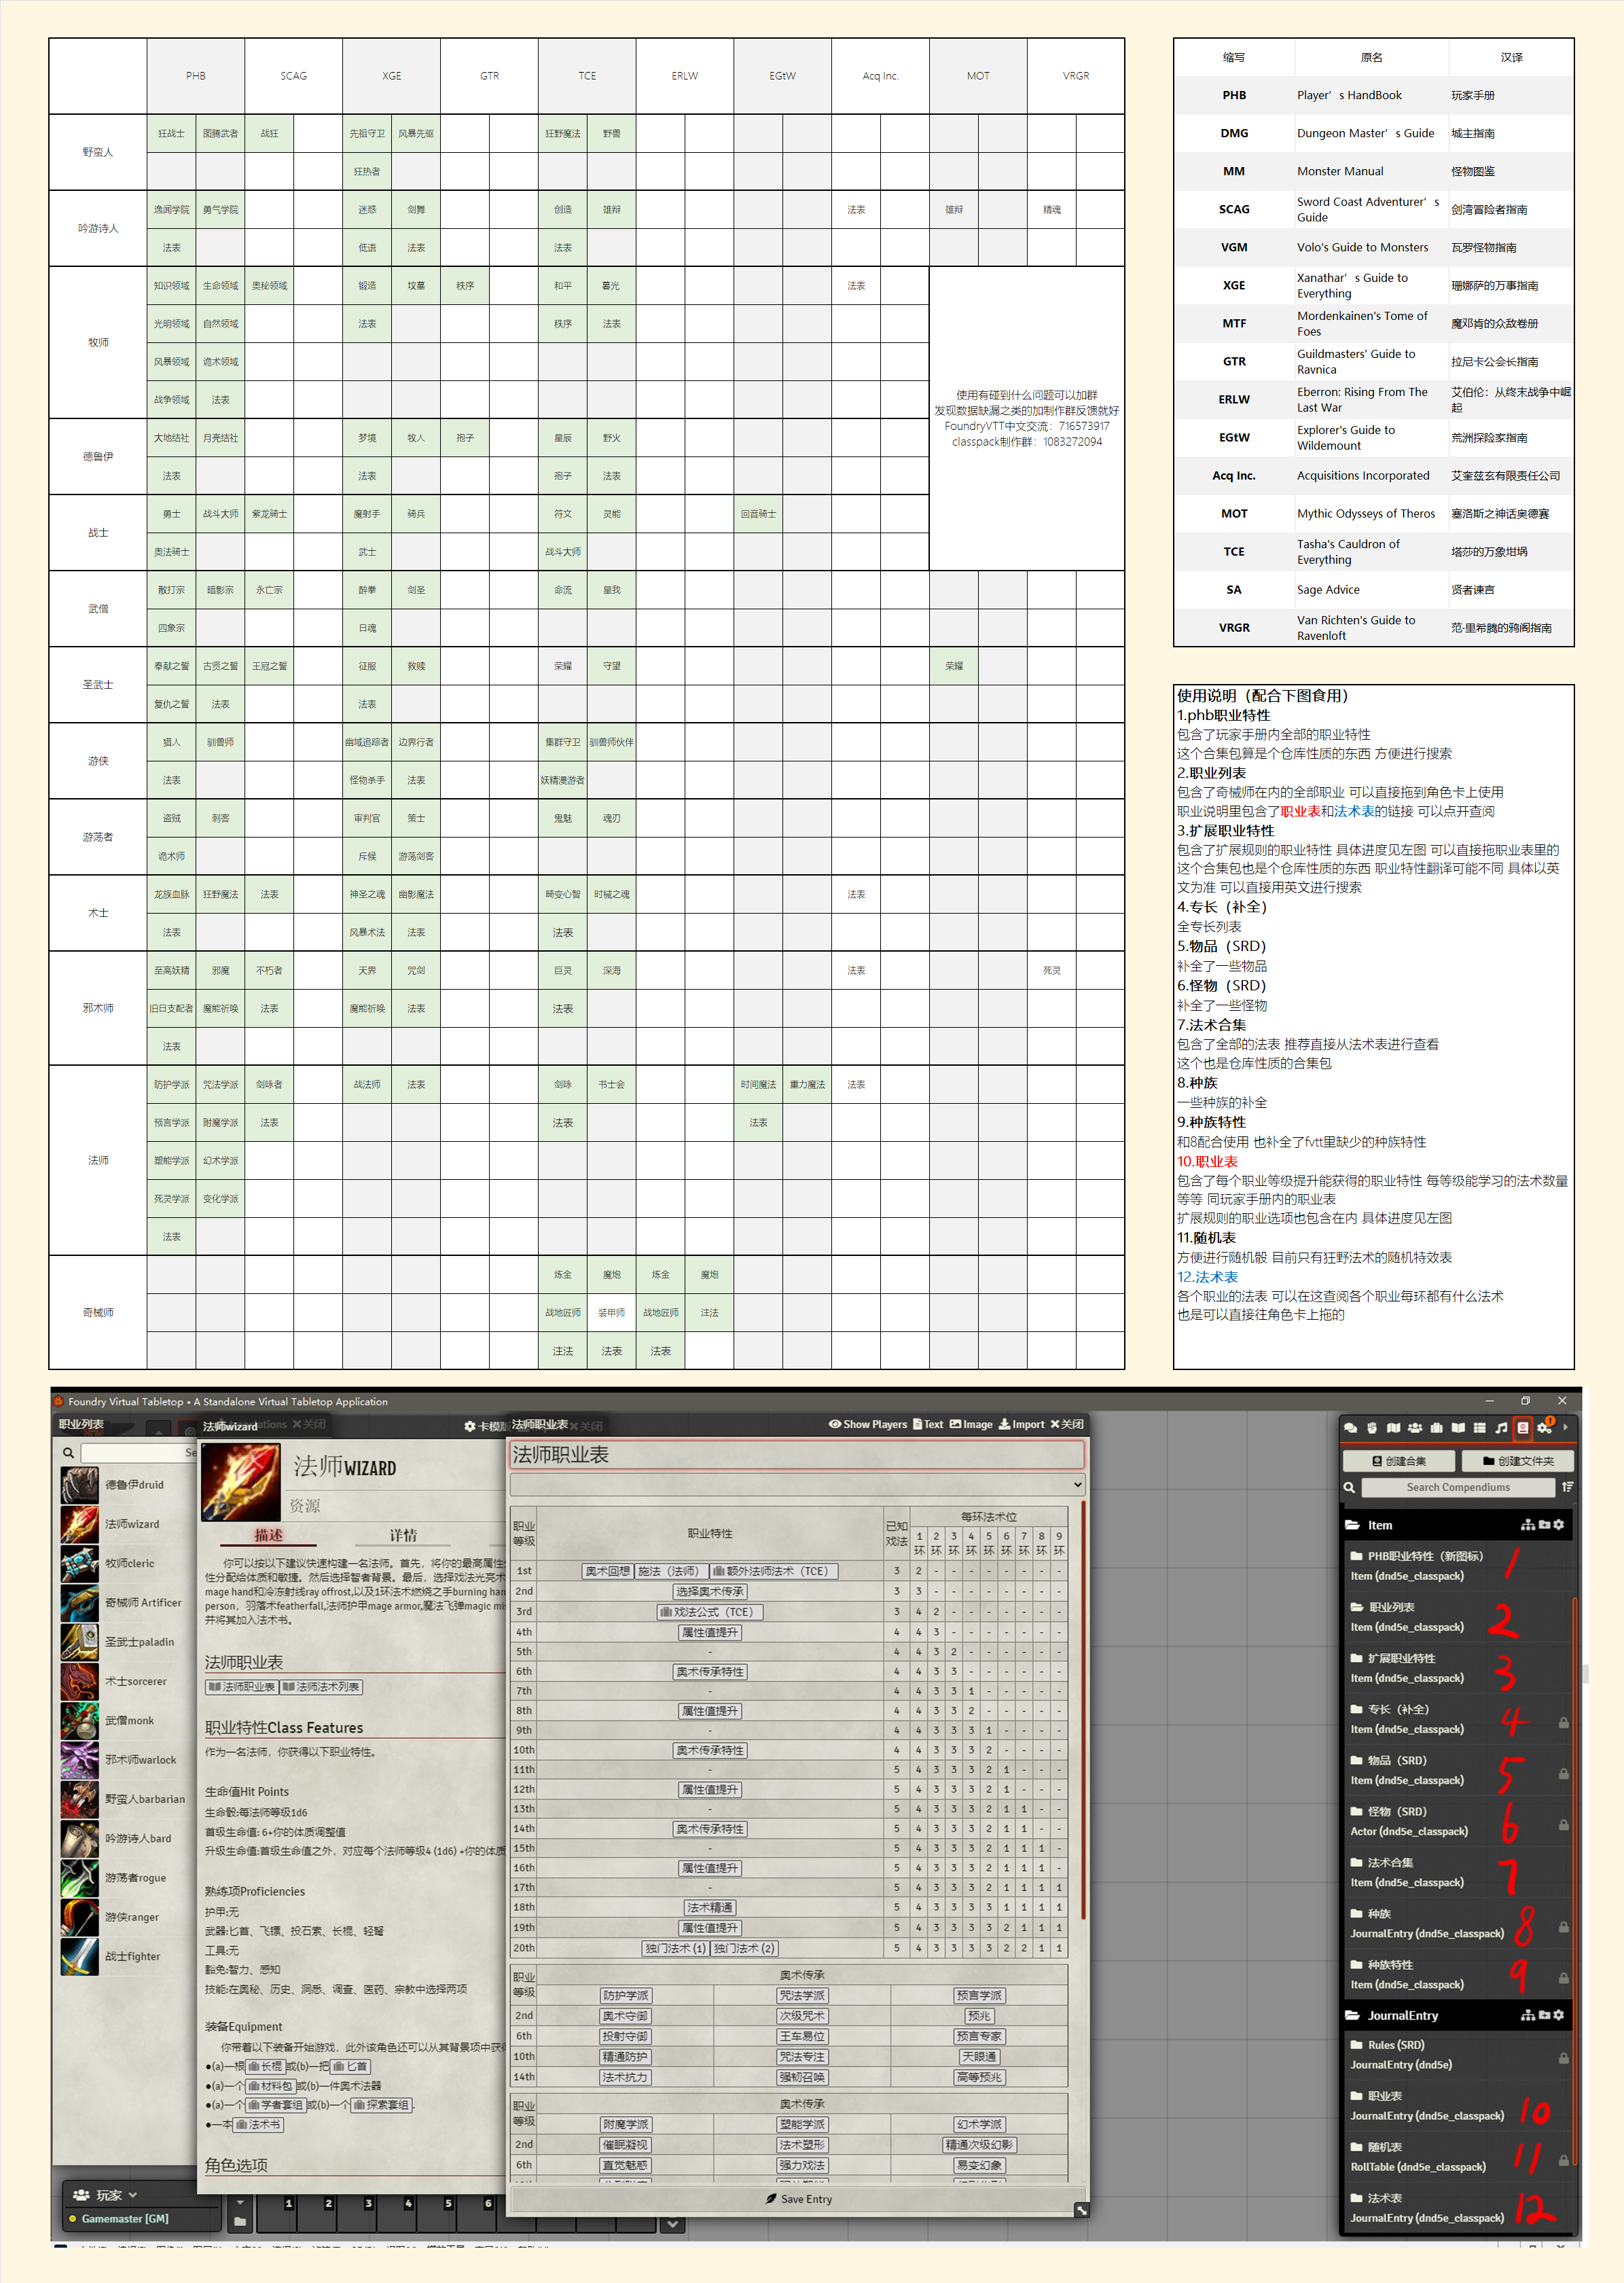 PHB SCAG XGE GTR TCE ERLW EGtW Acq Inc. MOT VRGR
野蛮人
狂战士 图腾武者 战狂 先祖守卫 风暴先驱 狂野魔法 野兽
狂热者
吟游诗人
逸闻学院 勇气学院 迷惑 剑舞 创造 雄辩 法表 雄辩 精魂
法表 低语 法表 法表
牧师
知识领域 生命领域 奥秘领域 锻造 坟墓 秩序 和平 暮光 法表
光明领域 自然领域 法表 秩序 法表
风暴领域 诡术领域
战争领域 法表
使用有碰到什么问题可以加群
发现数据缺漏之类的加制作群反馈就好
FoundryVTT中文交流：716573917
classpack制作群：1083272094
德鲁伊
大地结社 月亮结社 梦境 牧人 孢子 星辰 野火
法表 法表 孢子 法表
战士
勇士 战斗大师 紫龙骑士 魔射手 骑兵 符文 灵能 回音骑士
奥法骑士 武士 战斗大师
武僧
散打宗 暗影宗 永亡宗 醉拳 剑圣 命流 星我
四象宗 日魂
圣武士
奉献之誓 古贤之誓 王冠之誓 征服 救赎 荣耀 守望 荣耀
复仇之誓 法表 法表
游侠
猎人 驯兽师 幽域追踪者 边界行者 集群守卫 驯兽师伙伴
法表 怪物杀手 法表 妖精漫游者
游荡者
盗贼 刺客 审判官 策士 鬼魅 魂刃
诡术师 斥候 游荡剑客
术士
龙族血脉 狂野魔法 法表 神圣之魂 幽影魔法 畸变心智 时械之魂 法表
法表 风暴术法 法表 法表
邪术师
至高妖精 邪魔 不朽者 天界 咒剑 巨灵 深海 法表 死灵
旧日支配者 魔能祈唤 法表 魔能祈唤 法表 法表
法表
法师
防护学派 咒法学派 剑咏者 战法师 法表 剑咏 书士会 时间魔法 重力魔法 法表
预言学派 附魔学派 法表 法表 法表
塑能学派 幻术学派
死灵学派 变化学派
法表
奇械师
炼金 魔炮 炼金 魔炮
战地匠师 装甲师 战地匠师 注法
注法 法表 法表
缩写 原名 汉译
PHB Player’s HandBook 玩家手册
DMG Dungeon Master’s Guide 城主指南
MM Monster Manual 怪物图鉴
SCAG Sword Coast Adventurer’s Guide 剑湾冒险者指南
VGM Volo's Guide to Monsters 瓦罗怪物指南
XGE Xanathar’s Guide to Everything 珊娜萨的万事指南
MTF Mordenkainen's Tome of Foes 魔邓肯的众敌卷册
GTR Guildmasters' Guide to Ravnica 拉尼卡公会长指南
ERLW Eberron: Rising From The Last War 艾伯伦：从终末战争中崛起
EGtW Explorer's Guide to Wildemount 荒洲探险家指南
Acq Inc. Acquisitions Incorporated 艾奎兹玄有限责任公司
MOT Mythic Odysseys of Theros 塞洛斯之神话奥德赛
TCE Tasha's Cauldron of Everything 塔莎的万象坩埚
SA Sage Advice 贤者谏言
VRGR Van Richten's Guide to Ravenloft 范·里希腾的鸦阁指南
使用说明（配合下图食用）
1.phb职业特性
包含了玩家手册内全部的职业特性
这个合集包算是个仓库性质的东西 方便进行搜索
2.职业列表
包含了奇械师在内的全部职业 可以直接拖到角色卡上使用
职业说明里包含了职业表和法术表的链接 可以点开查阅
3.扩展职业特性
包含了扩展规则的职业特性 具体进度见左图 可以直接拖职业表里的
这个合集包也是个仓库性质的东西 职业特性翻译可能不同 具体以英
文为准 可以直接用英文进行搜索
4.专长（补全）
全专长列表
5.物品（SRD）
补全了一些物品
6.怪物（SRD）
补全了一些怪物
7.法术合集
包含了全部的法表 推荐直接从法术表进行查看
这个也是仓库性质的合集包
8.种族
一些种族的补全
9.种族特性
和8配合使用 也补全了fvtt里缺少的种族特性
10.职业表
包含了每个职业等级提升能获得的职业特性 每等级能学习的法术数量
等等 同玩家手册内的职业表
扩展规则的职业选项也包含在内 具体进度见左图
11.随机表
方便进行随机骰 目前只有狂野法术的随机特效表
12.法术表
各个职业的法表 可以在这查阅各个职业每环都有什么法术
也是可以直接往角色卡上拖的
Foundry Virtual Tabletop • A Standalone Virtual Tabletop Application
职业列表
德鲁伊druid
法师wizard
牧师cleric
奇械师 Artificer
圣武士paladin
术士sorcerer
武僧monk
邪术师warlock
野蛮人barbarian
吟游诗人bard
游荡者rogue
游侠ranger
战士fighter
玩家
Gamemaster [GM]
1 2 3 4 5 6
法师wizard
法师WIZARD
资源
描述 详情
你可以按以下建议快速构建一名法师。首先，将你的最高属性
性分配给体质和敏捷。然后选择智者背景。最后，选择戏法光亮术
mage hand和冷冻射线ray offrost,以及1环法术燃烧之手burning han
person，羽落术featherfall,法师护甲mage armor,魔法飞弹magic mis
并将其加入法术书。
法师职业表
法师职业表 法师法术列表
职业特性Class Features
作为一名法师，你获得以下职业特性。
生命值Hit Points
生命骰:每法师等级1d6
首级生命值: 6+你的体质调整值
升级生命值:首级生命值之外，对应每个法师等级4 (1d6) +你的体质
熟练项Proficiencies
护甲:无
武器:匕首、飞镖、投石索、长棍、轻弩
工具:无
豁免:智力、感知
技能:在奥秘、历史、洞悉、调查、医药、宗教中选择两项
装备Equipment
你带着以下装备开始游戏，此外该角色还可以从其背景项中获得
●(a)一根 长棍 或(b)一把 匕首
●(a)一个 材料包 或(b)一件奥术法器
●(a)一个 学者套组 或(b)一个 探索套组.
●一本 法术书
角色选项
法师职业表 Show Players Text Image Import 关闭
法师职业表
职业等级 职业特性 已知戏法 每环法术位
1环 2环 3环 4环 5环 6环 7环 8环 9环
1st 奥术回想 施法（法师） 额外法师法术（TCE） 3 2 - - - - - - - -
2nd 选择奥术传承 3 3 - - - - - - - -
3rd 戏法公式（TCE） 3 4 2 - - - - - - -
4th 属性值提升 4 4 3 - - - - - - -
5th - 4 4 3 2 - - - - - -
6th 奥术传承特性 4 4 3 3 - - - - - -
7th - 4 4 3 3 1 - - - - -
8th 属性值提升 4 4 3 3 2 - - - - -
9th - 4 4 3 3 3 1 - - - -
10th 奥术传承特性 4 4 3 3 3 2 - - - -
11th - 5 4 3 3 3 2 1 - - -
12th 属性值提升 5 4 3 3 3 2 1 - - -
13th - 5 4 3 3 3 2 1 1 - -
14th 奥术传承特性 5 4 3 3 3 2 1 1 - -
15th - 5 4 3 3 3 2 1 1 1 -
16th 属性值提升 5 4 3 3 3 2 1 1 1 -
17th - 5 4 3 3 3 2 1 1 1 1
18th 法术精通 5 4 3 3 3 3 1 1 1 1
19th 属性值提升 5 4 3 3 3 3 2 1 1 1
20th 独门法术 (1) 独门法术 (2) 5 4 3 3 3 3 2 2 1 1
职业等级 奥术传承
防护学派 咒法学派 预言学派
2nd 奥术守御 次级咒术 预兆
6th 投射守御 王车易位 预言专家
10th 精通防护 咒法专注 天眼通
14th 法术抗力 强韧召唤 高等预兆
职业等级 奥术传承
附魔学派 塑能学派 幻术学派
2nd 催眠凝视 法术塑形 精通次级幻影
6th 直觉魅惑 强力戏法 易变幻象
Save Entry
创建合集 创建文件夹
Search Compendiums
Item
PHB职业特性（新图标）
Item (dnd5e_classpack) 1
职业列表
Item (dnd5e_classpack) 2
扩展职业特性
Item (dnd5e_classpack) 3
专长（补全）
Item (dnd5e_classpack) 4
物品（SRD）
Item (dnd5e_classpack) 5
怪物（SRD）
Actor (dnd5e_classpack) 6
法术合集
Item (dnd5e_classpack) 7
种族
JournalEntry (dnd5e_classpack) 8
种族特性
Item (dnd5e_classpack) 9
JournalEntry
Rules (SRD)
JournalEntry (dnd5e)
职业表
JournalEntry (dnd5e_classpack) 10
随机表
RollTable (dnd5e_classpack) 11
法术表
JournalEntry (dnd5e_classpack) 12